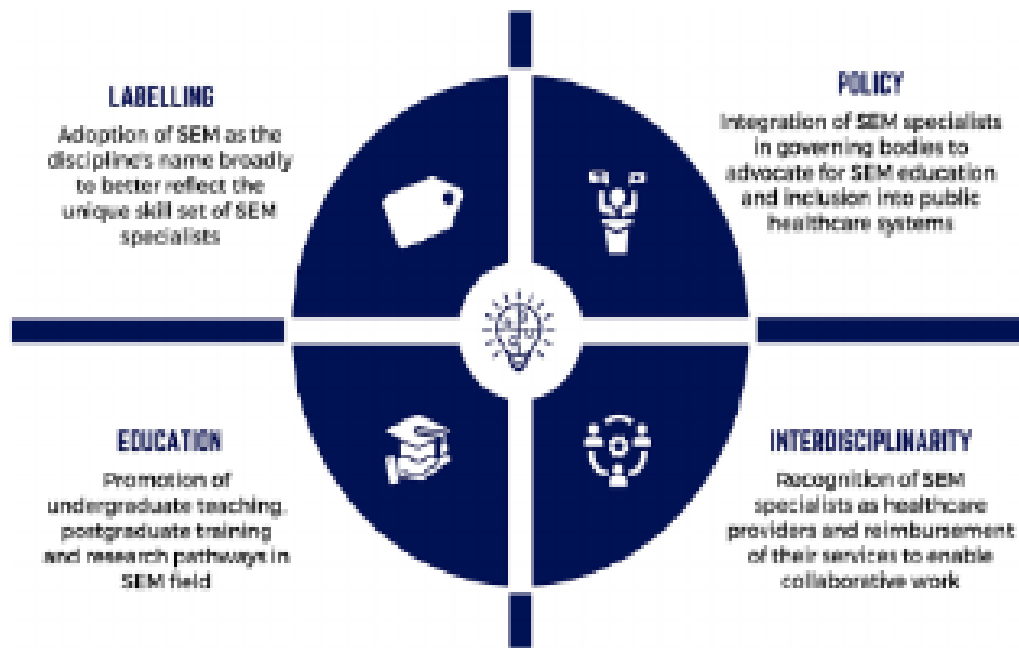 LABELLING
Adoption of SEM as the
discipline's name broadly
to better reflect the
unique skill set of SEM
specialists
POLICY
Integration of SEM specialists
in governing bodies to
advocate for SEM education
and inclusion into public
healthcare systems
EDUCATION
Promotion of
undergraduate teaching,
postgraduate training
and research pathways in
SEM field
INTERDISCIPLINARITY
Recognition of SEM
specialists as healthcare
providers and reimbursement
of their services to enable
collaborative work